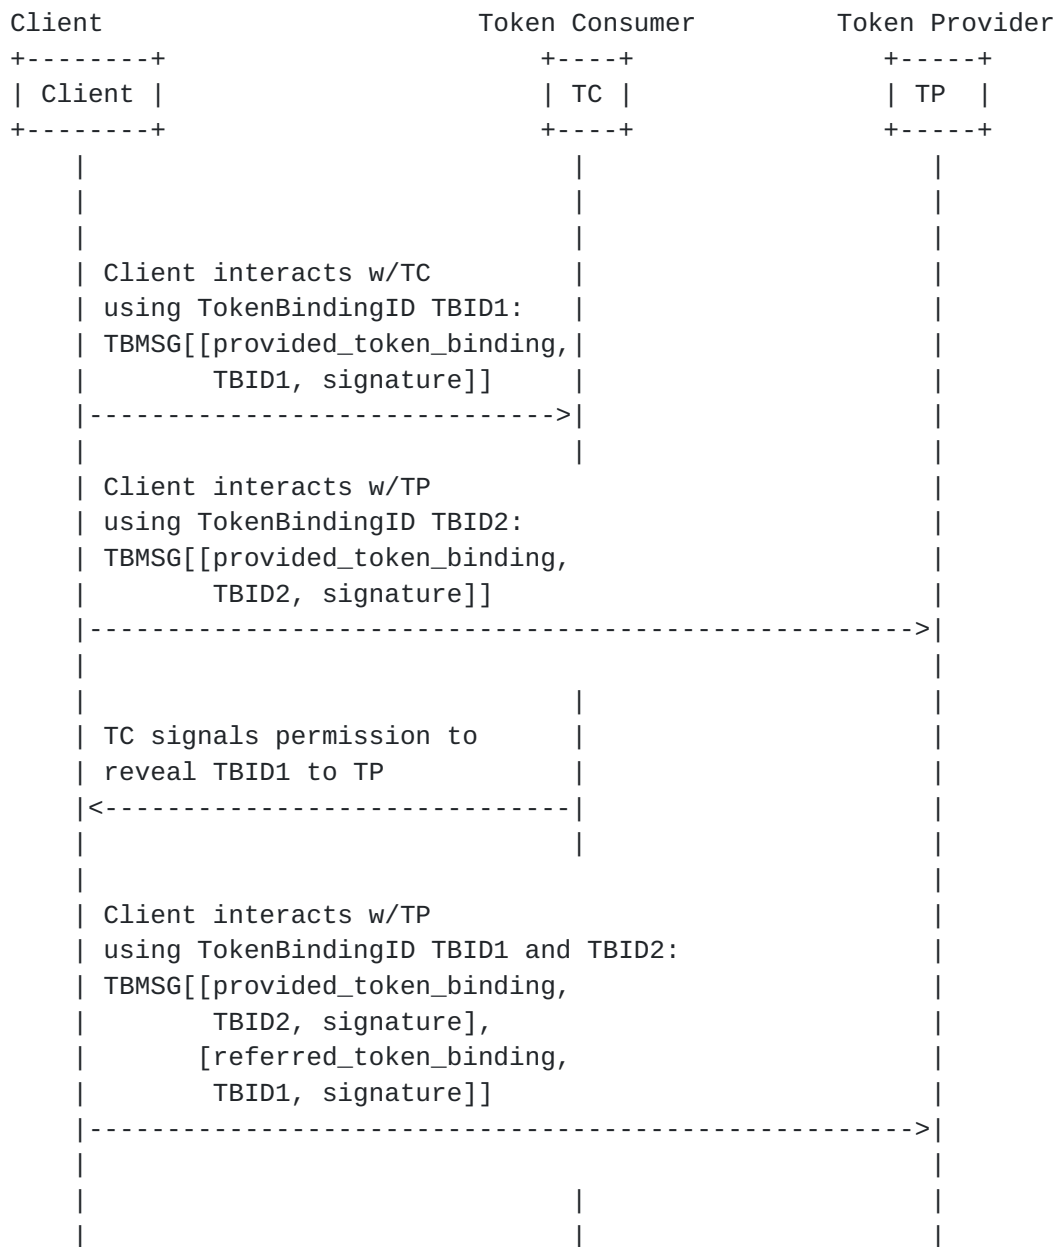 Client                        Token Consumer         Token Provider
+--------+                        +----+                +-----+
| Client |                        | TC |                | TP  |
+--------+                        +----+                +-----+
    |                               |                      |
    |                               |                      |
    |                               |                      |
    | Client interacts w/TC         |                      |
    | using TokenBindingID TBID1:   |                      |
    | TBMSG[[provided_token_binding,|                      |
    |        TBID1, signature]]     |                      |
    |------------------------------>|                      |
    |                               |                      |
    | Client interacts w/TP                                |
    | using TokenBindingID TBID2:                          |
    | TBMSG[[provided_token_binding,                       |
    |        TBID2, signature]]                            |
    |----------------------------------------------------->|
    |                                                      |
    |                               |                      |
    | TC signals permission to      |                      |
    | reveal TBID1 to TP            |                      |
    |<------------------------------|                      |
    |                               |                      |
    |                                                      |
    | Client interacts w/TP                                |
    | using TokenBindingID TBID1 and TBID2:                |
    | TBMSG[[provided_token_binding,                       |
    |        TBID2, signature],                            |
    |       [referred_token_binding,                       |
    |        TBID1, signature]]                            |
    |----------------------------------------------------->|
    |                                                      |
    |                               |                      |
    |                               |                      |